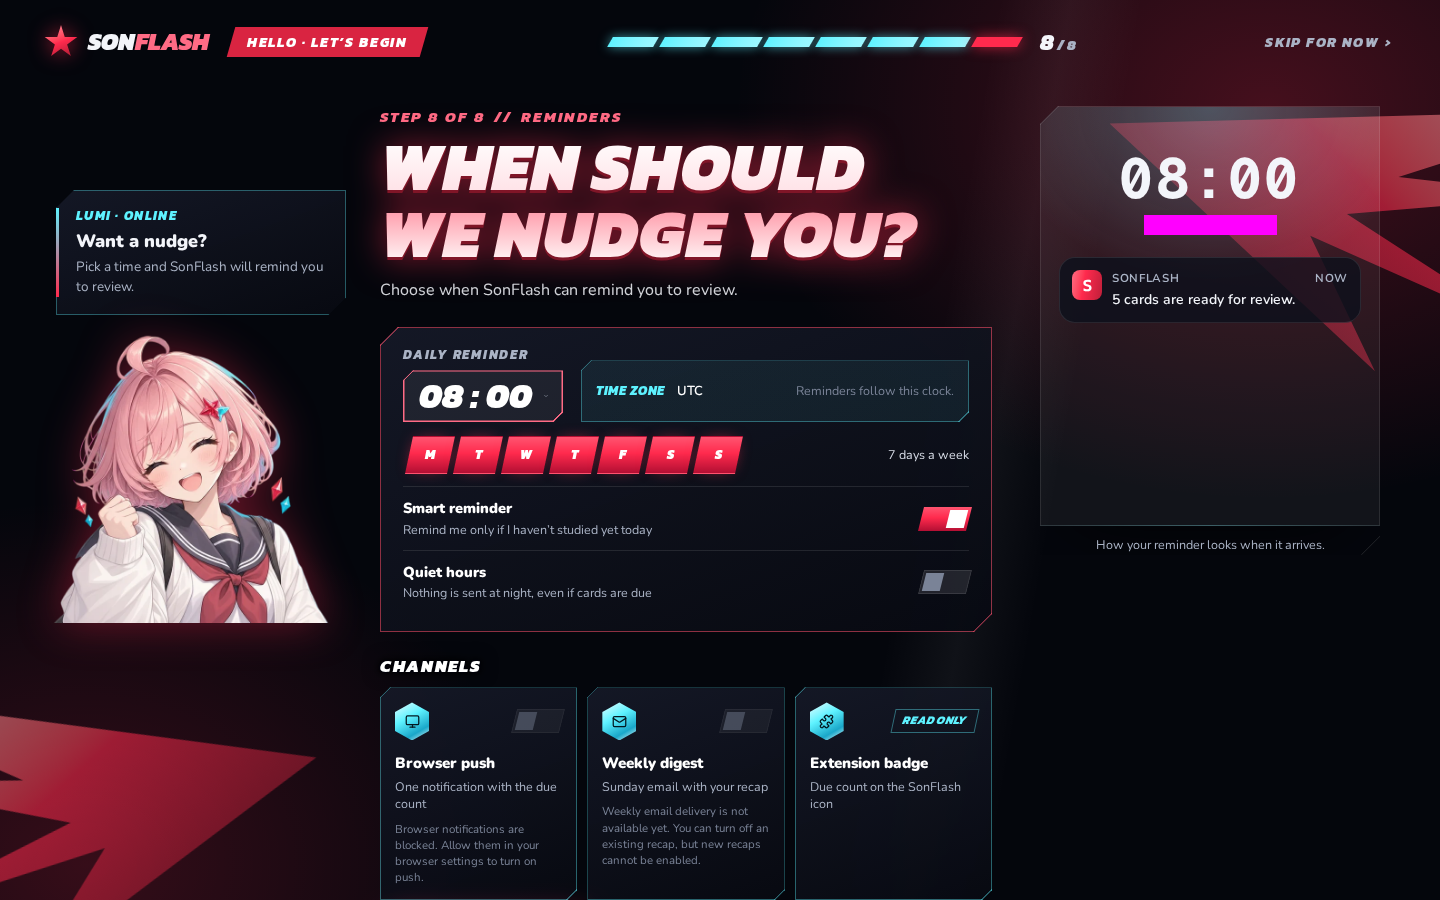 SONFLASH
HELLO · LET'S BEGIN
8 / 8
SKIP FOR NOW >
STEP 8 OF 8 // REMINDERS
WHEN SHOULD
WE NUDGE YOU?
Choose when SonFlash can remind you to review.
LUMI · ONLINE
Want a nudge?
Pick a time and SonFlash will remind you
to review.
DAILY REMINDER
08:00
TIME ZONE UTC Reminders follow this clock.
M T W T F S S
7 days a week
Smart reminder
Remind me only if I haven't studied yet today
Quiet hours
Nothing is sent at night, even if cards are due
CHANNELS
Browser push
One notification with the due
count
Browser notifications are
blocked. Allow them in your
browser settings to turn on
push.
Weekly digest
Sunday email with your recap
Weekly email delivery is not
available yet. You can turn off an
existing recap, but new recaps
cannot be enabled.
READ ONLY
Extension badge
Due count on the SonFlash
icon
08:00
S
SONFLASH NOW
5 cards are ready for review.
How your reminder looks when it arrives.